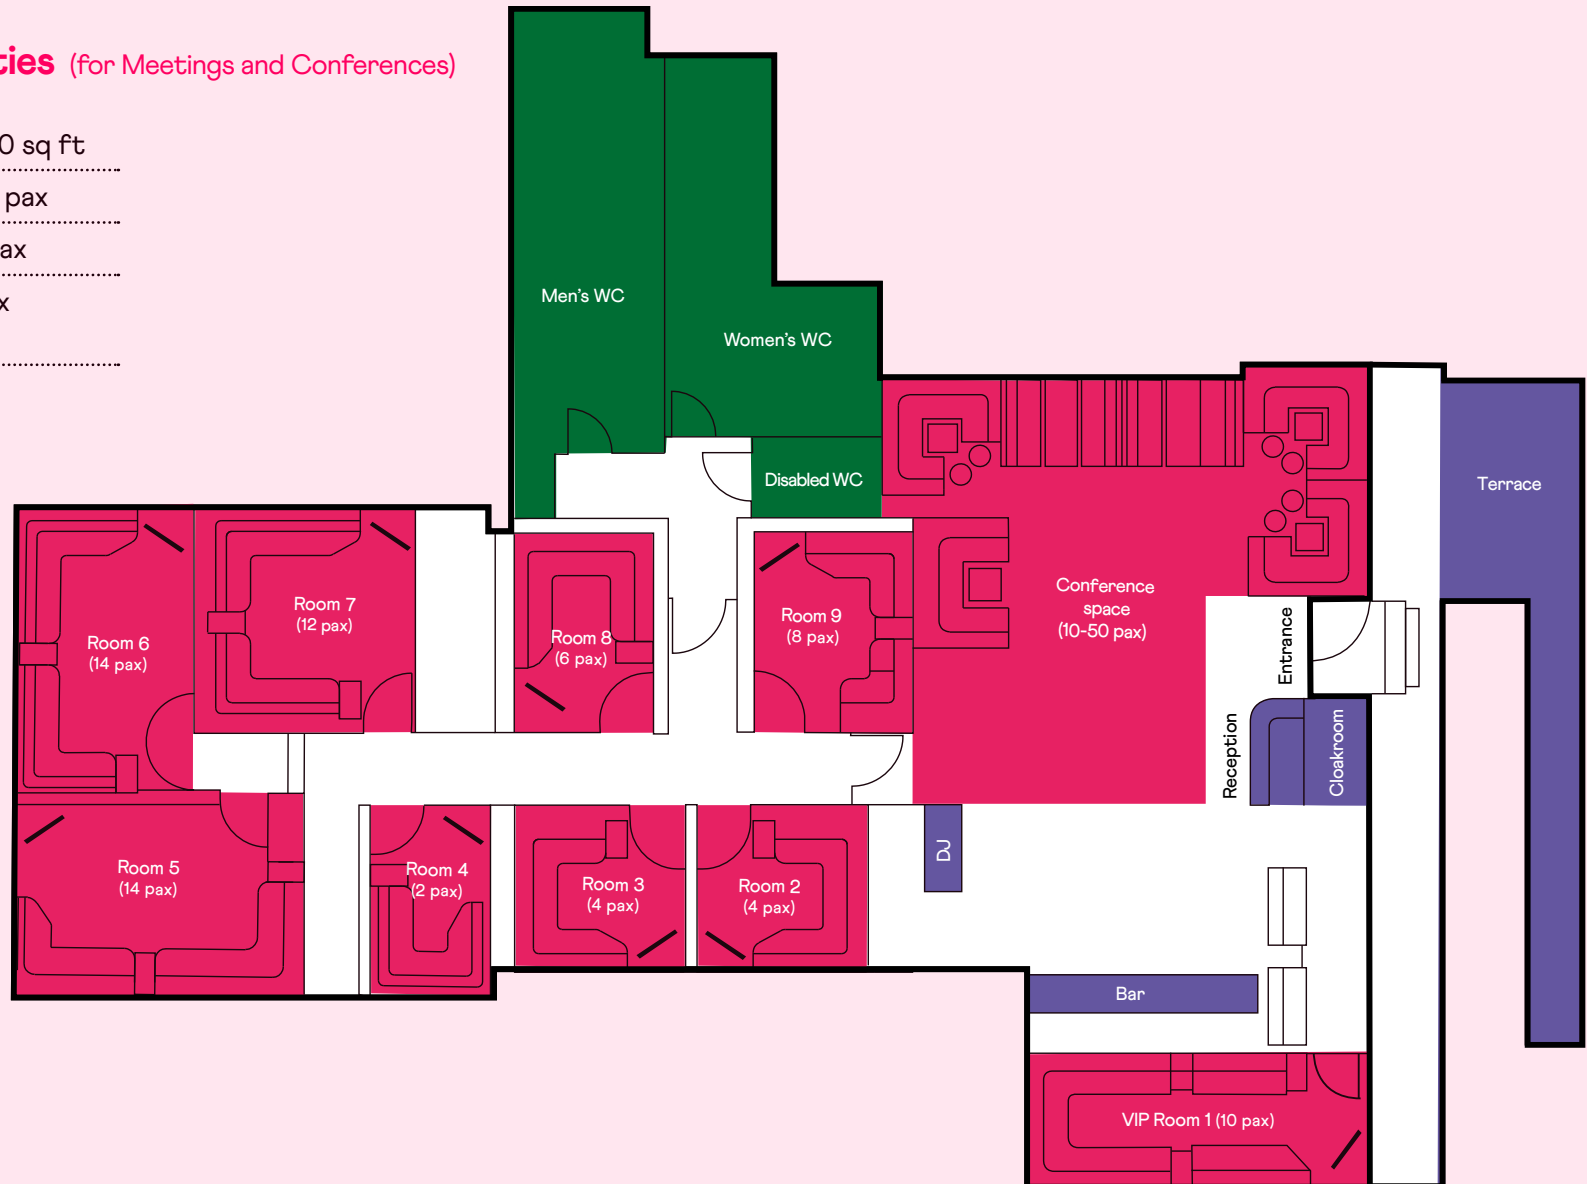 ties (for Meetings and Conferences)
0 sq ft
pax
ax
x
Men's WC
Women's WC
Disabled WC
Terrace
Conference
space
(10-50 pax)
Room 7
(12 pax)
Room 6
(14 pax)
Room 8
(6 pax)
Room 9
(8 pax)
Entrance
Reception
Cloakroom
Room 5
(14 pax)
Room 4
(2 pax)
Room 3
(4 pax)
Room 2
(4 pax)
DJ
Bar
VIP Room 1 (10 pax)